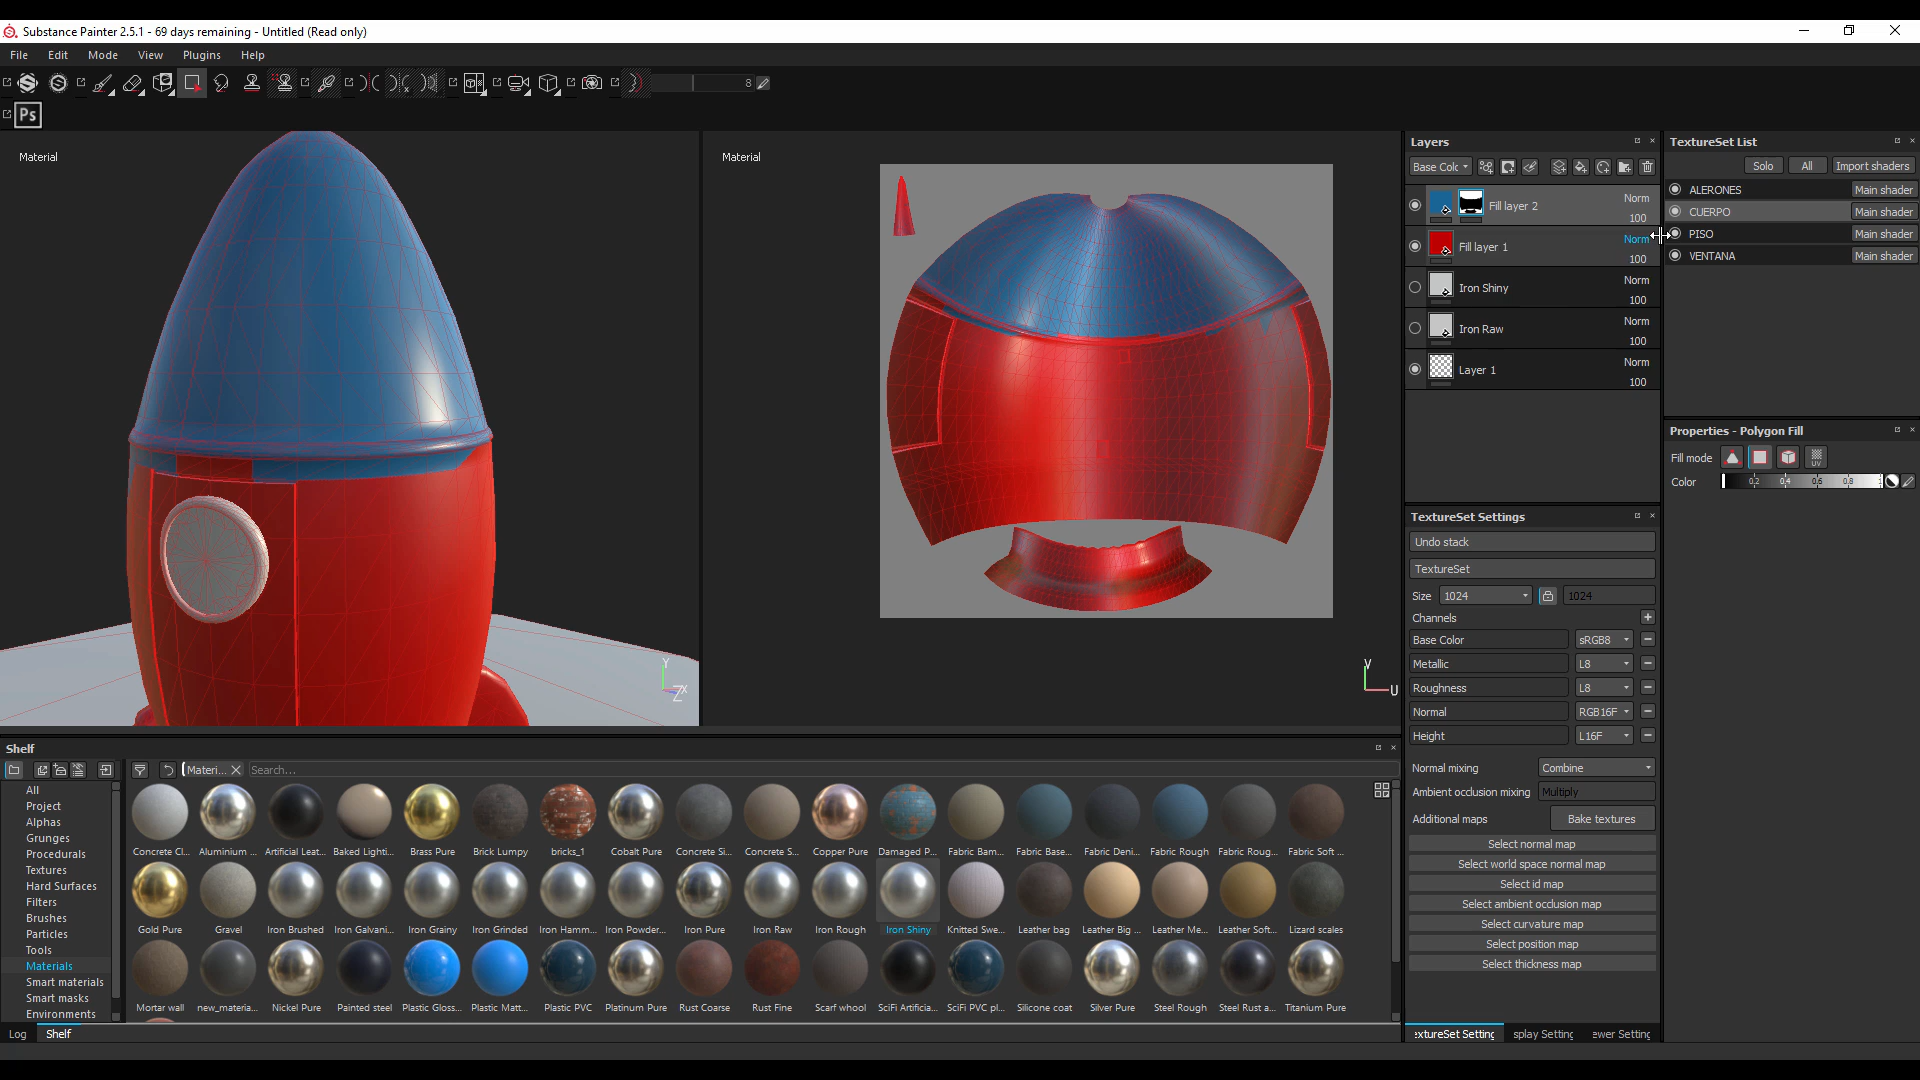 Substance Painter 2.5.1 - 69 days remaining - Untitled (Read only)
File Edit Mode View Plugins Help
8
Ps
Material
Material
Y
Z X
V
U
Layers
Base Colc
Fill layer 2 Norm 100
Fill layer 1 Norm 100
Iron Shiny Norm 100
Iron Raw Norm 100
Layer 1 Norm 100
TextureSet List
Solo All Import shaders
ALERONES Main shader
CUERPO Main shader
PISO Main shader
VENTANA Main shader
Properties - Polygon Fill
Fill mode
UV
Color 0.2 0.4 0.6 0.8 1
TextureSet Settings
Undo stack
TextureSet
Size 1024 1024
Channels
Base Color sRGB8
Metallic L8
Roughness L8
Normal RGB16F
Height L16F
Normal mixing Combine
Ambient occlusion mixing Multiply
Additional maps Bake textures
Select normal map
Select world space normal map
Select id map
Select ambient occlusion map
Select curvature map
Select position map
Select thickness map
extureSet Setting splay Setting ewer Setting
Shelf
Materi... Search...
All
Project
Alphas
Grunges
Procedurals
Textures
Hard Surfaces
Filters
Brushes
Particles
Tools
Materials
Smart materials
Smart masks
Environments
Concrete Cl... Aluminium ... Artificial Leat... Baked Lighti... Brass Pure Brick Lumpy bricks_1 Cobalt Pure Concrete Si... Concrete S... Copper Pure Damaged P... Fabric Bam... Fabric Base... Fabric Deni... Fabric Rough Fabric Roug... Fabric Soft ...
Gold Pure Gravel Iron Brushed Iron Galvani... Iron Grainy Iron Grinded Iron Hamm... Iron Powder... Iron Pure Iron Raw Iron Rough Iron Shiny Knitted Swe... Leather bag Leather Big ... Leather Me... Leather Soft... Lizard scales
Mortar wall new_materia... Nickel Pure Painted steel Plastic Gloss... Plastic Matt... Plastic PVC Platinum Pure Rust Coarse Rust Fine Scarf whool SciFi Artificia... SciFi PVC pl... Silicone coat Silver Pure Steel Rough Steel Rust a... Titanium Pure
Log Shelf